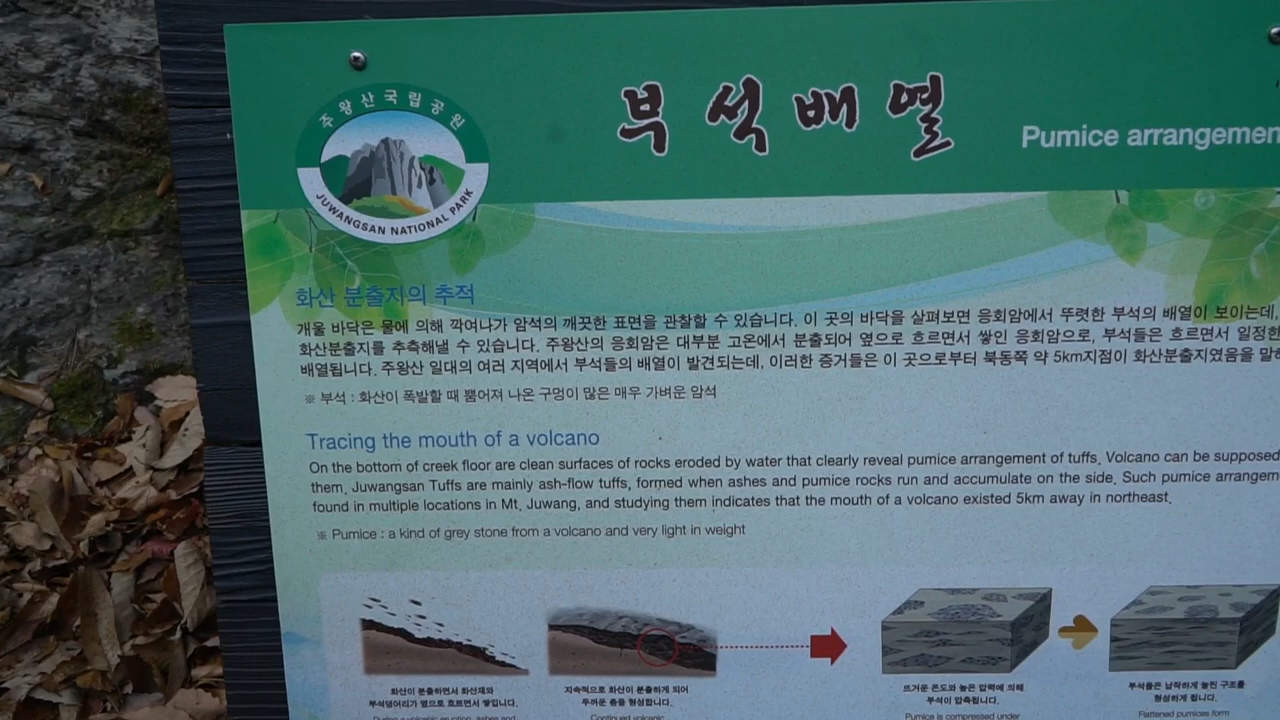 주왕산국립공원
JUWANGSAN NATIONAL PARK
부석배열
Pumice arrangemen
화산 분출지의 추적
개울 바닥은 물에 의해 깎여나가 암석의 깨끗한 표면을 관찰할 수 있습니다. 이 곳의 바닥을 살펴보면 응회암에서 뚜렷한 부석의 배열이 보이는데,
화산분출지를 추측해낼 수 있습니다. 주왕산의 응회암은 대부분 고온에서 분출되어 옆으로 흐르면서 쌓인 응회암으로, 부석들은 흐르면서 일정한
배열됩니다. 주왕산 일대의 여러 지역에서 부석들의 배열이 발견되는데, 이러한 증거들은 이 곳으로부터 북동쪽 약 5km지점이 화산분출지였음을
※ 부석 : 화산이 폭발할 때 뿜어져 나온 구멍이 많은 매우 가벼운 암석
Tracing the mouth of a volcano
On the bottom of creek floor are clean surfaces of rocks eroded by water that clearly reveal pumice arrangement of tuffs. Volcano can be supposed
them. Juwangsan Tuffs are mainly ash-flow tuffs, formed when ashes and pumice rocks run and accumulate on the side. Such pumice arrangem
found in multiple locations in Mt. Juwang, and studying them indicates that the mouth of a volcano existed 5km away in northeast.
※ Pumice : a kind of grey stone from a volcano and very light in weight
화산이 분출하면서 화산재와
부석덩어리가 옆으로 흐르면서 쌓입니다.
During a volcanic eruption, ashes and
지속적으로 화산이 분출하게 되어
두꺼운 층을 형성합니다.
Continued volcanic
뜨거운 온도와 높은 압력에 의해
부석이 압축됩니다.
Pumice is compressed under
부석들은 납작하게 눌린 구조를
형성하게 됩니다.
Flattened pumices form